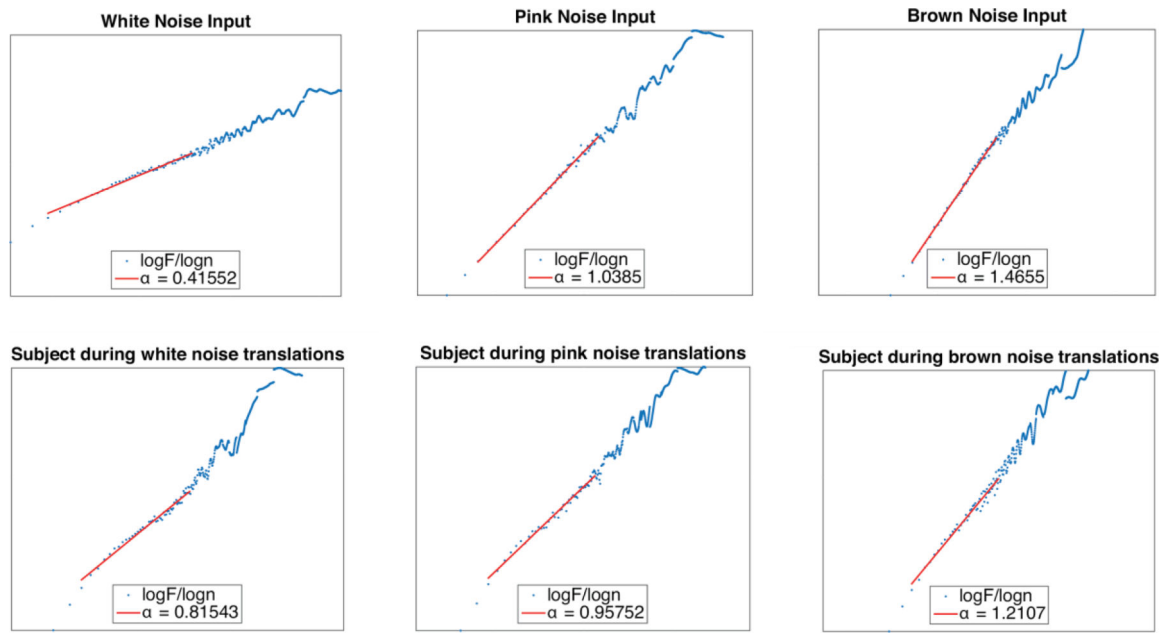 White Noise Input
logF/logn
α = 0.41552
Pink Noise Input
logF/logn
α = 1.0385
Brown Noise Input
logF/logn
α = 1.4655
Subject during white noise translations
logF/logn
α = 0.81543
Subject during pink noise translations
logF/logn
α = 0.95752
Subject during brown noise translations
logF/logn
α = 1.2107